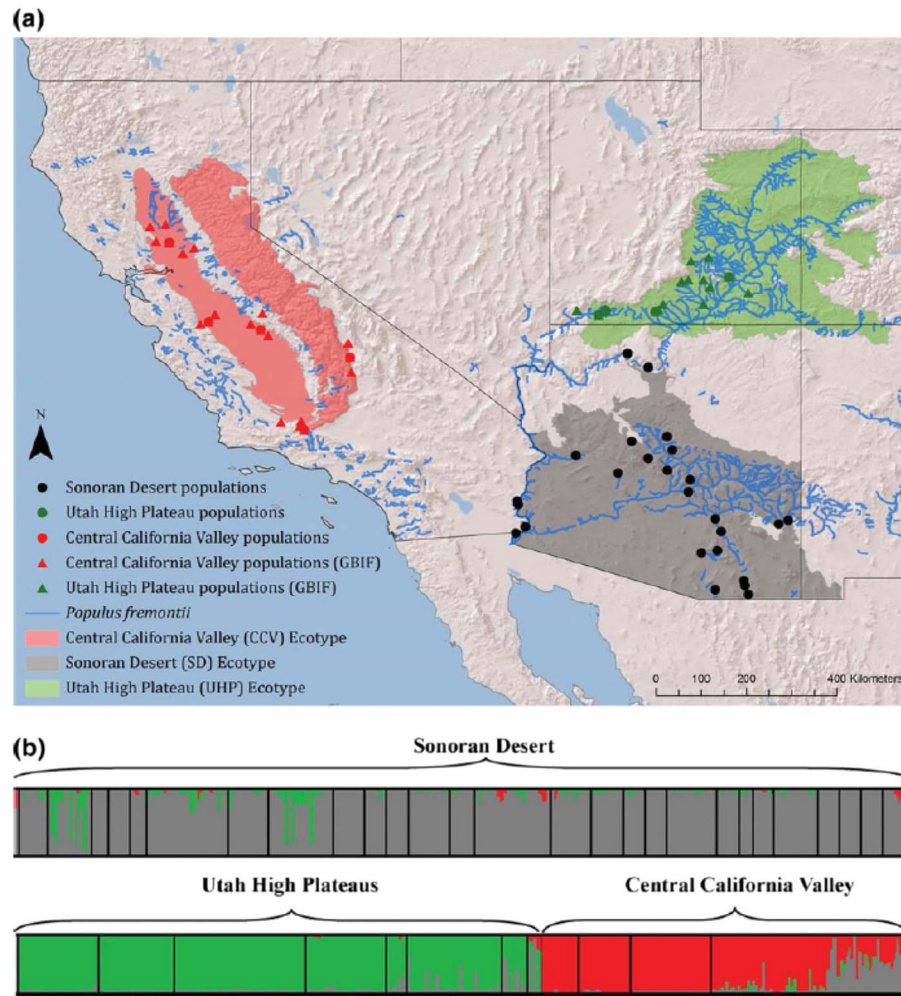 (a)
N
Sonoran Desert populations
Utah High Plateau populations
Central California Valley populations
Central California Valley populations (GBIF)
Utah High Plateau populations (GBIF)
Populus fremontii
Central California Valley (CCV) Ecotype
Sonoran Desert (SD) Ecotype
Utah High Plateau (UHP) Ecotype
0 100 200 400 Kilometers
(b)
Sonoran Desert
Utah High Plateaus Central California Valley